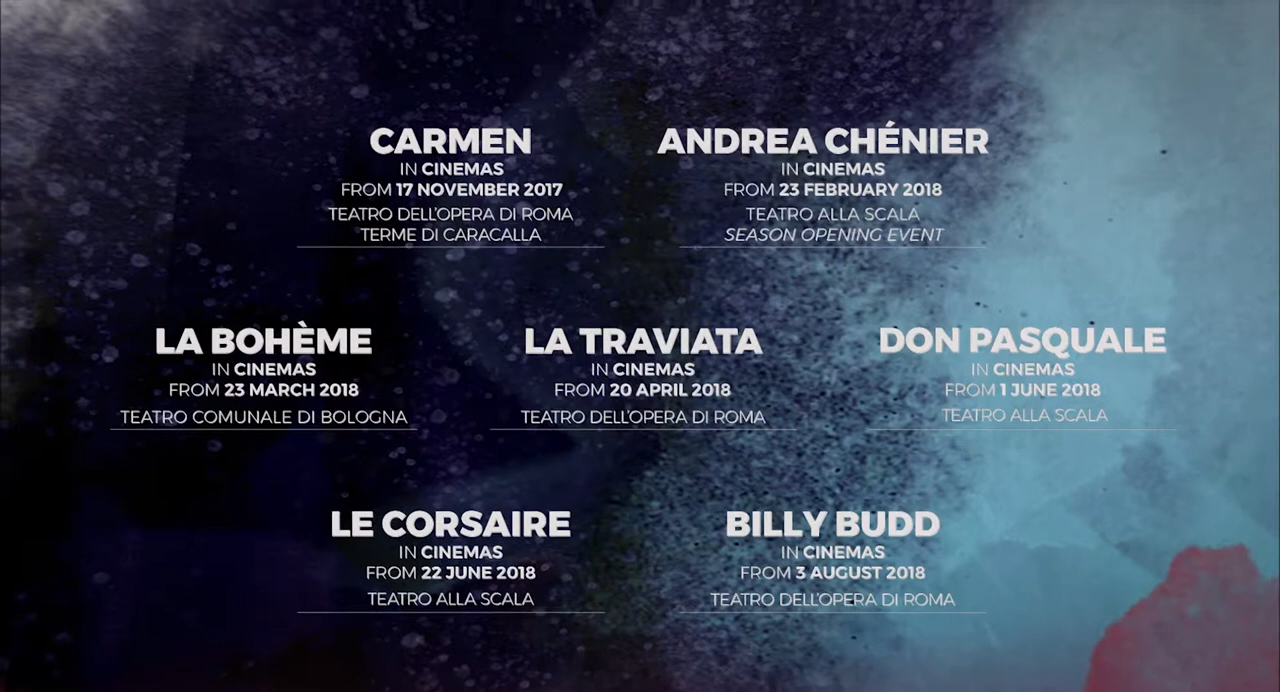 CARMEN
IN CINEMAS
FROM 17 NOVEMBER 2017
TEATRO DELL'OPERA DI ROMA
TERME DI CARACALLA
ANDREA CHÉNIER
IN CINEMAS
FROM 23 FEBRUARY 2018
TEATRO ALLA SCALA
SEASON OPENING EVENT
LA BOHÈME
IN CINEMAS
FROM 23 MARCH 2018
TEATRO COMUNALE DI BOLOGNA
LA TRAVIATA
IN CINEMAS
FROM 20 APRIL 2018
TEATRO DELL'OPERA DI ROMA
DON PASQUALE
IN CINEMAS
FROM 1 JUNE 2018
TEATRO ALLA SCALA
LE CORSAIRE
IN CINEMAS
FROM 22 JUNE 2018
TEATRO ALLA SCALA
BILLY BUDD
IN CINEMAS
FROM 3 AUGUST 2018
TEATRO DELL'OPERA DI ROMA